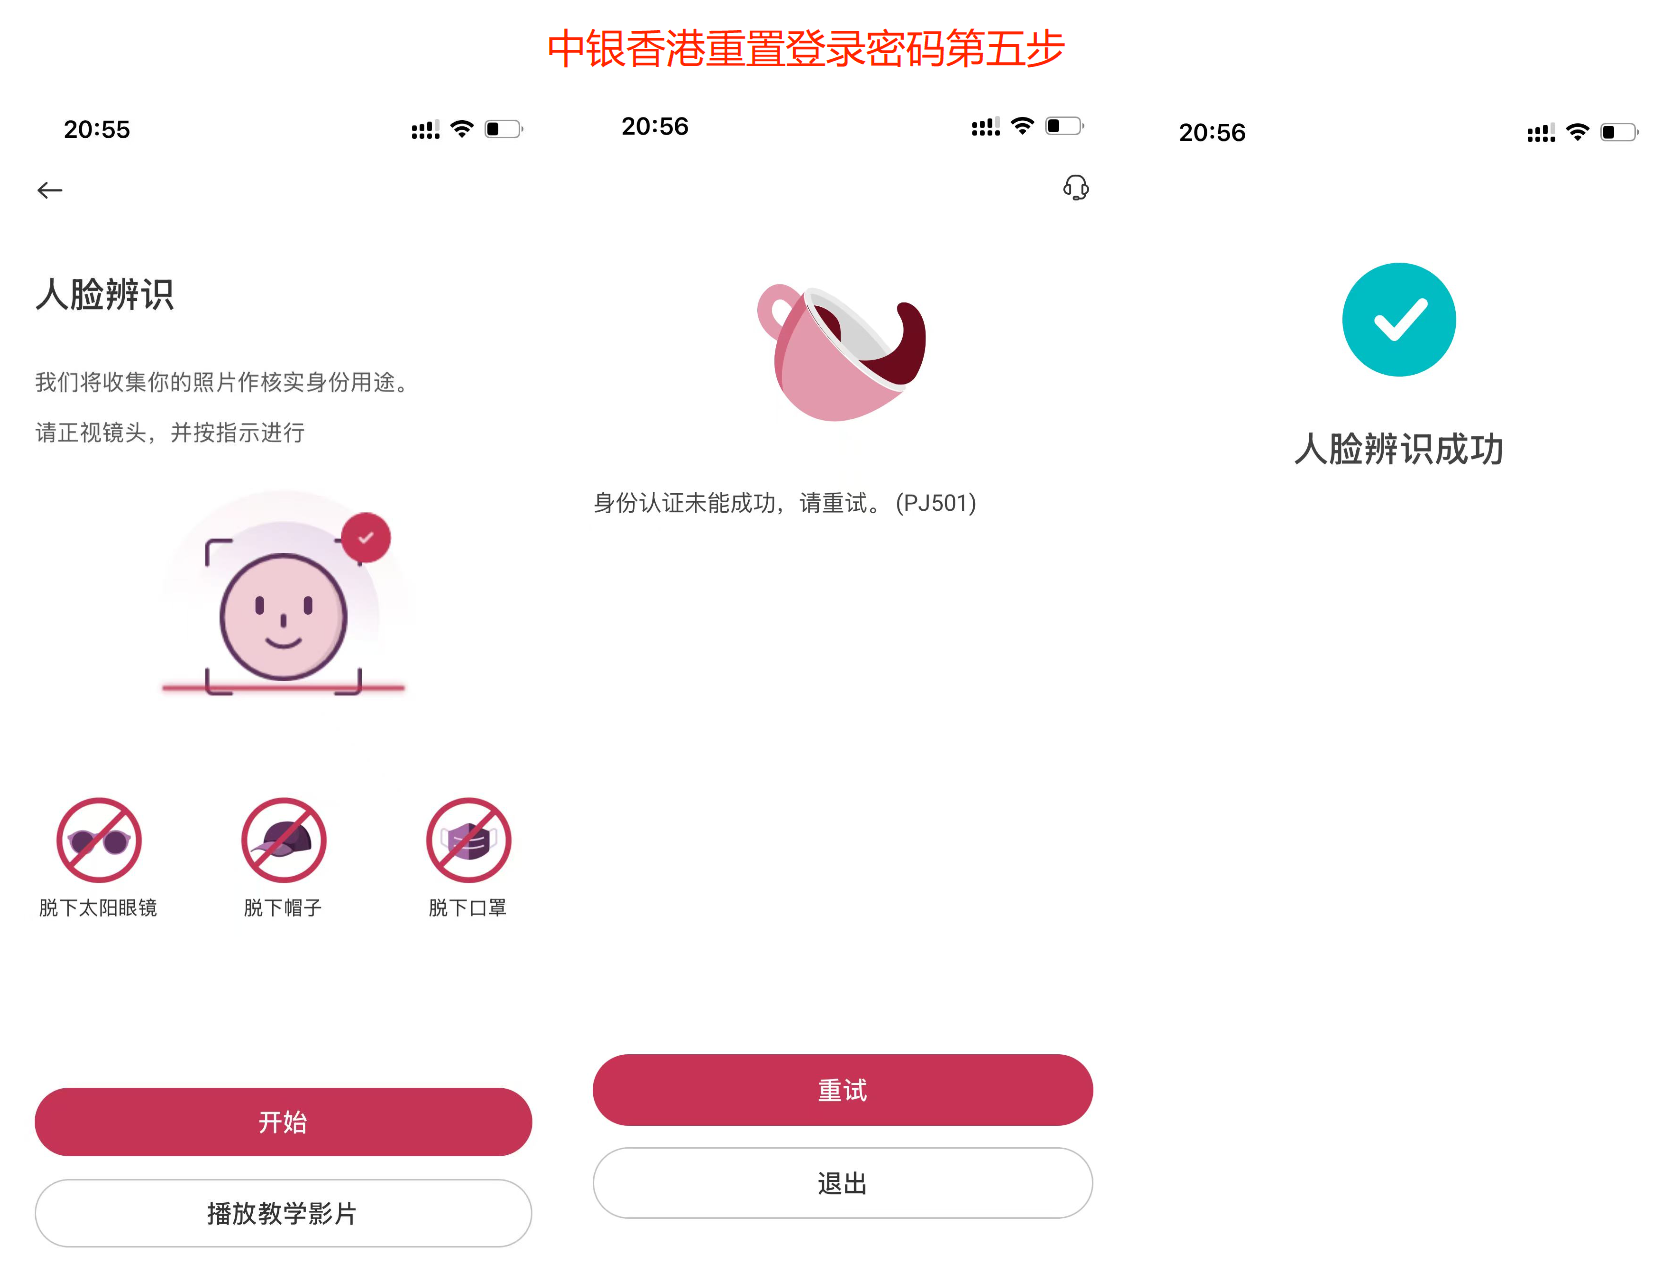 中银香港重置登录密码第五步
20:55
人脸辨识
我们将收集你的照片作核实身份用途。
请正视镜头，并按指示进行
脱下太阳眼镜
脱下帽子
脱下口罩
开始
播放教学影片
20:56
身份认证未能成功，请重试。 (PJ501)
重试
退出
20:56
人脸辨识成功